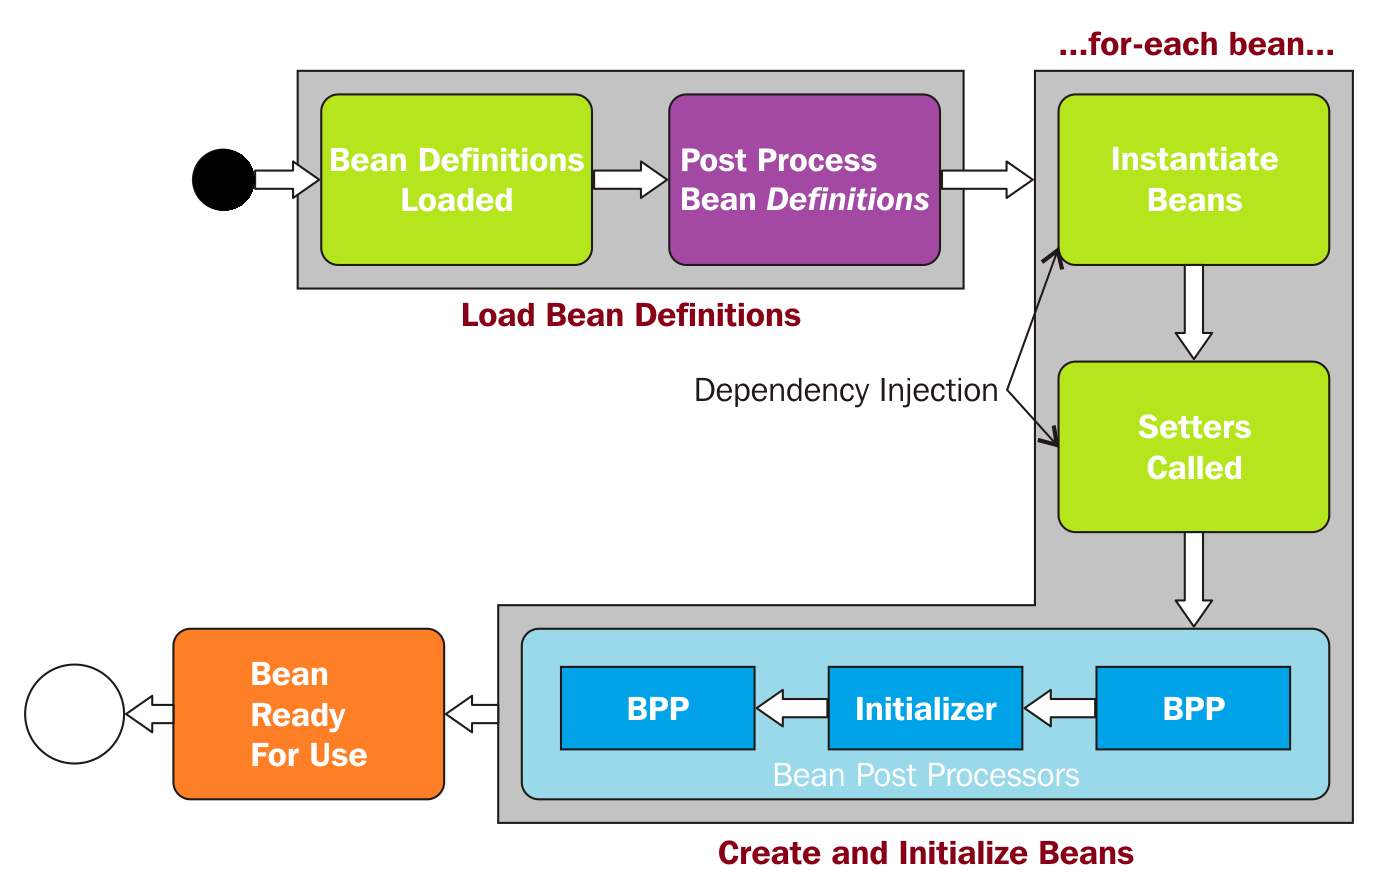 ...for-each bean...
Bean Definitions
Loaded
Post Process
Bean Definitions
Instantiate
Beans
Load Bean Definitions
Dependency Injection
Setters
Called
Bean
Ready
For Use
BPP
Initializer
BPP
Bean Post Processors
Create and Initialize Beans